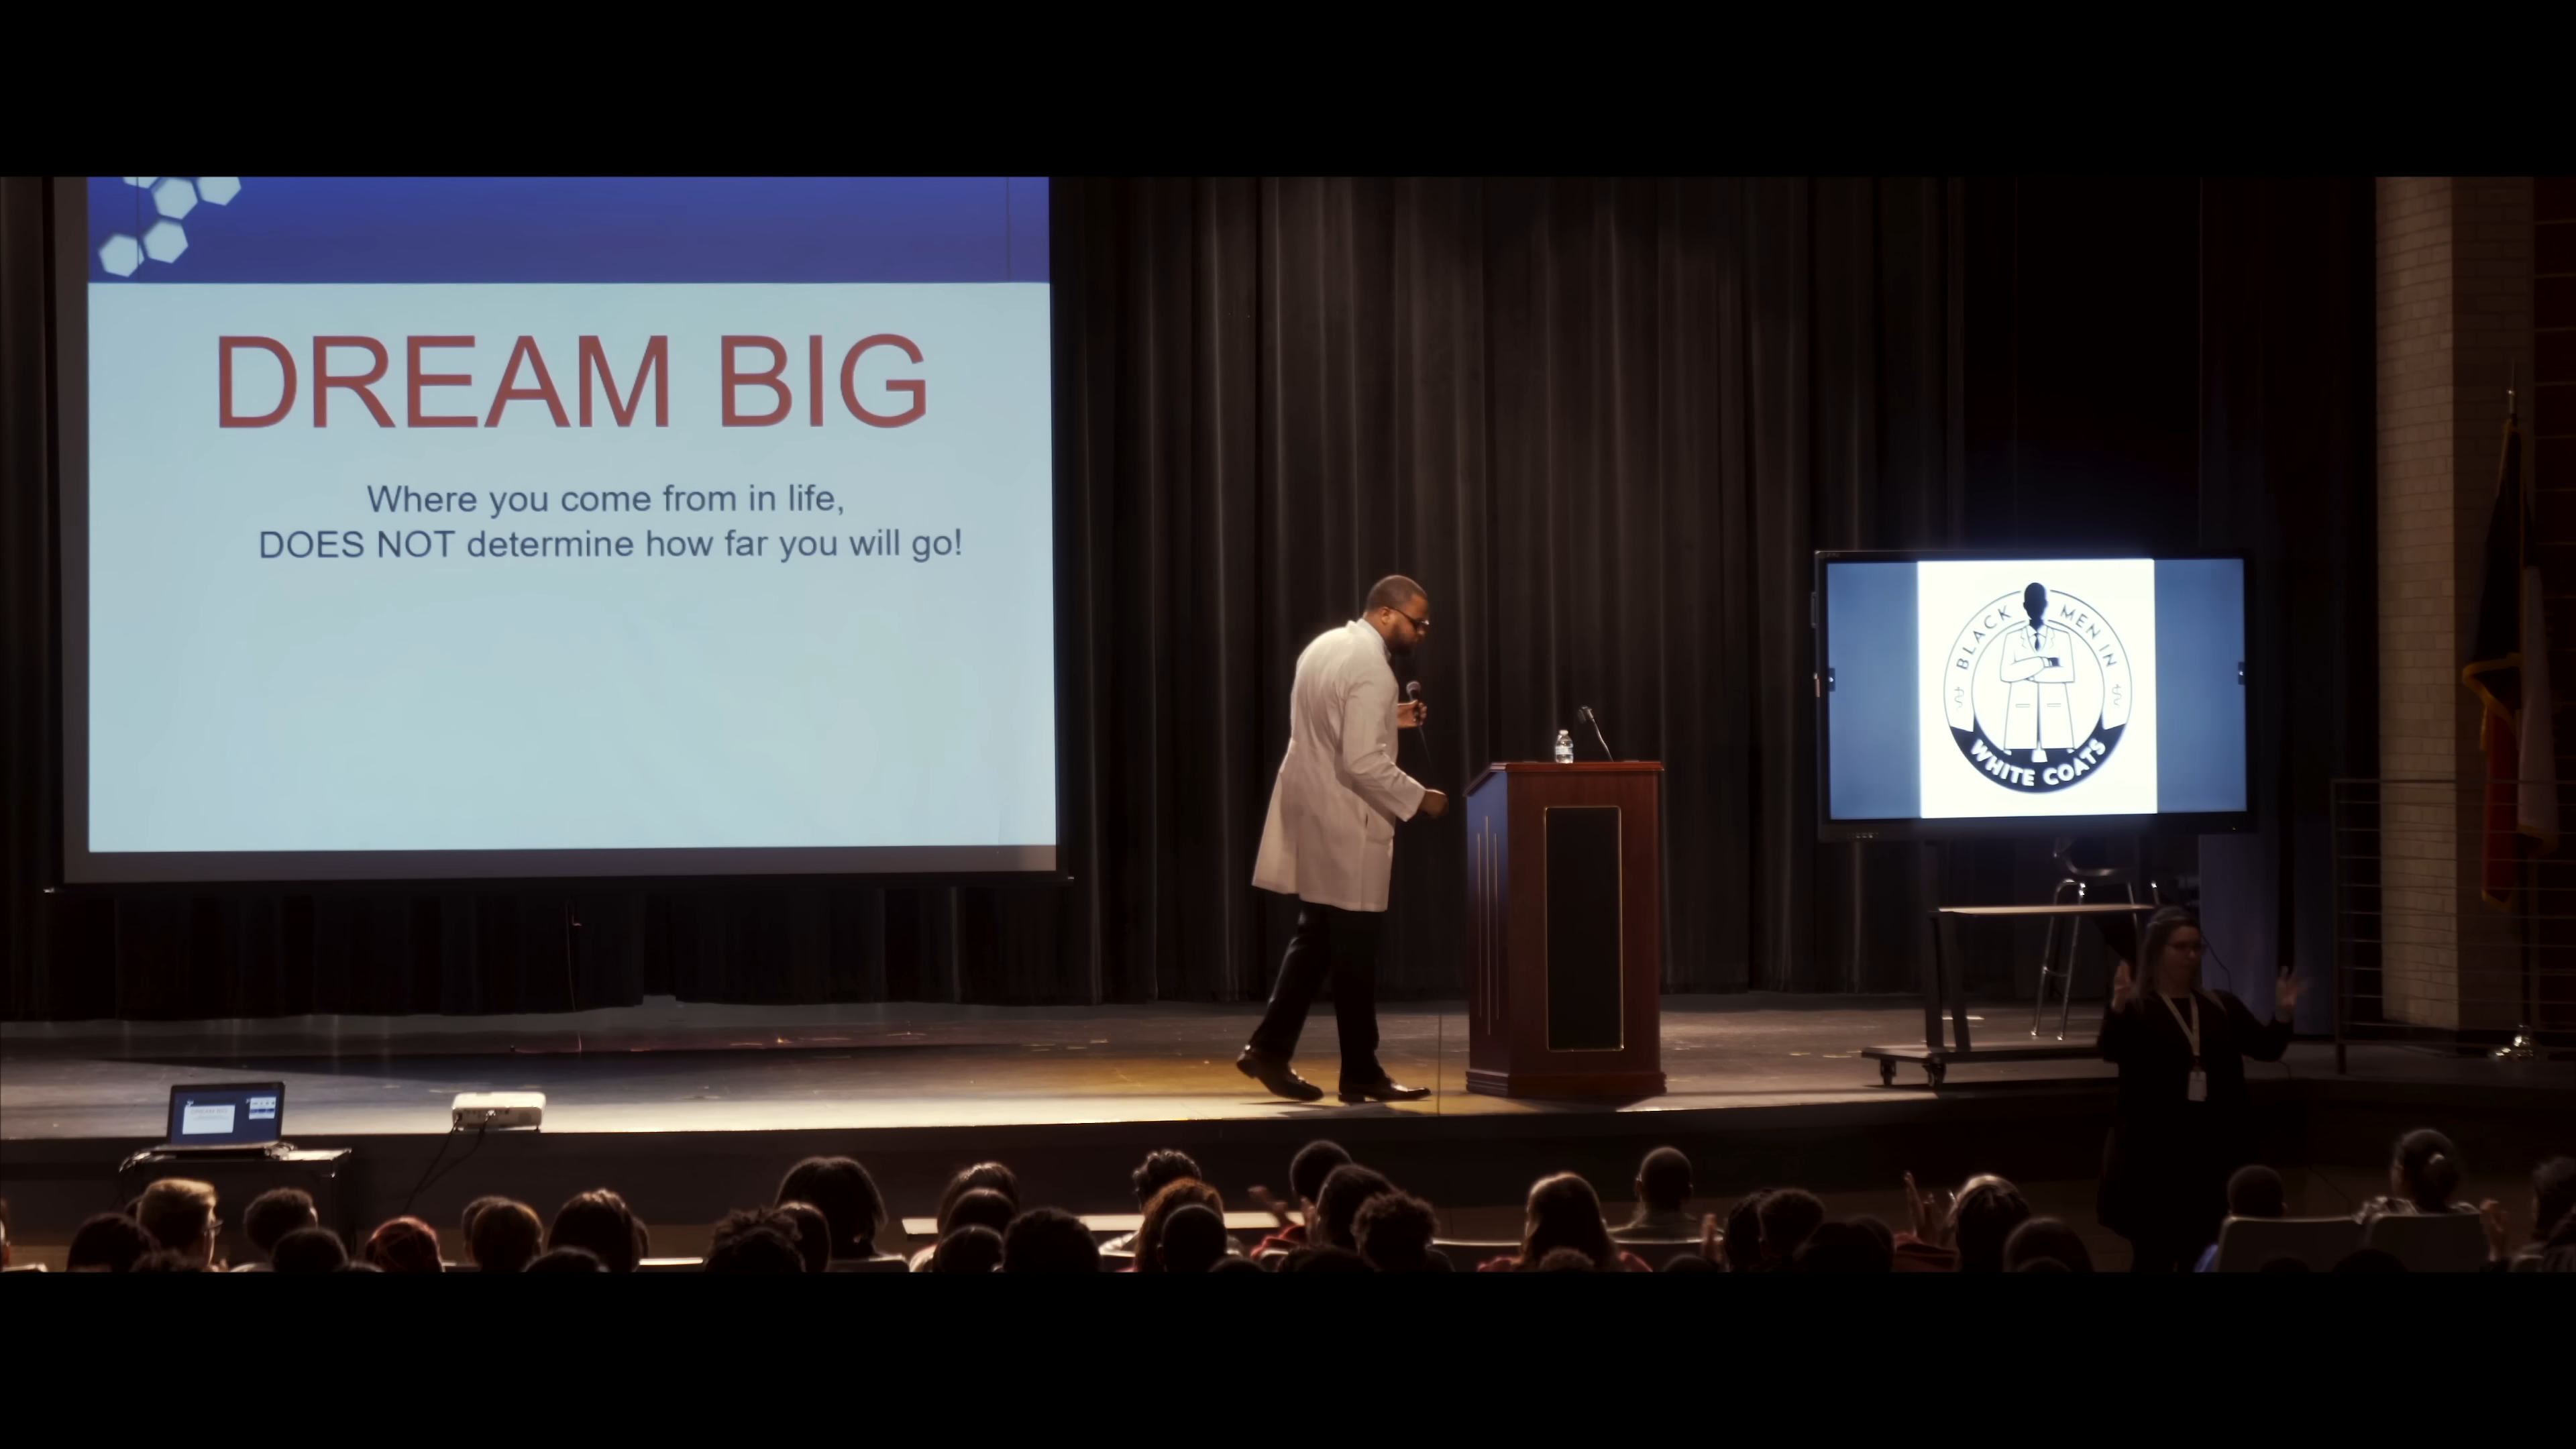 DREAM BIG
Where you come from in life,
DOES NOT determine how far you will go!
BLACK MEN IN
WHITE COATS